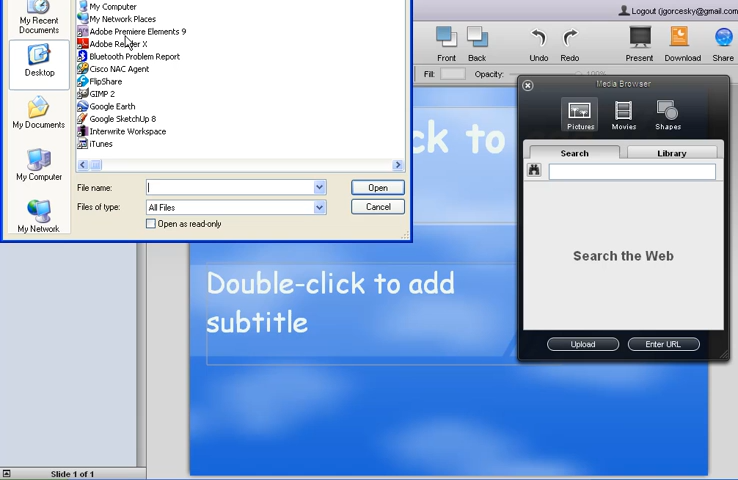 My Recent
Documents
Desktop
My Documents
My Computer
My Network
My Computer
My Network Places
Adobe Premiere Elements 9
Adobe Reader X
Bluetooth Problem Report
Cisco NAC Agent
FlipShare
GIMP 2
Google Earth
Google SketchUp 8
Interwrite Workspace
iTunes
File name:
Open
Files of type:
All Files
Cancel
Open as read-only
Logout (jgorcesky@gmail.com
Front
Back
Undo
Redo
Present
Download
Share
Fill:
Opacity:
100%
ck to
Double-click to add
subtitle
Media Browser
Pictures
Movies
Shapes
Search
Library
Search the Web
Upload
Enter URL
Slide 1 of 1